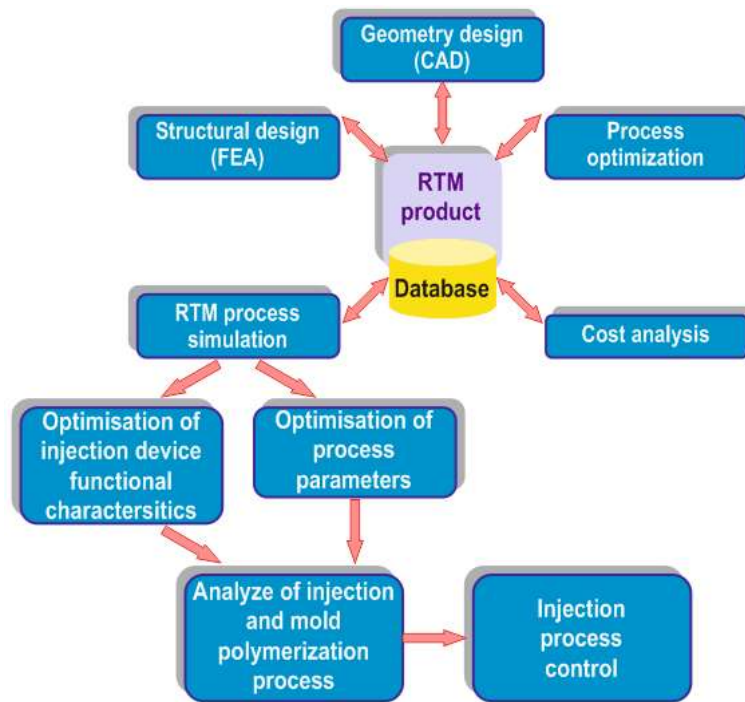 Geometry design
(CAD)
Structural design
(FEA)
Process
optimization
RTM
product
Database
RTM process
simulation
Cost analysis
Optimisation of
injection device
functional
charactersitics
Optimisation of
process
parameters
Analyze of injection
and mold
polymerization
process
Injection
process
control